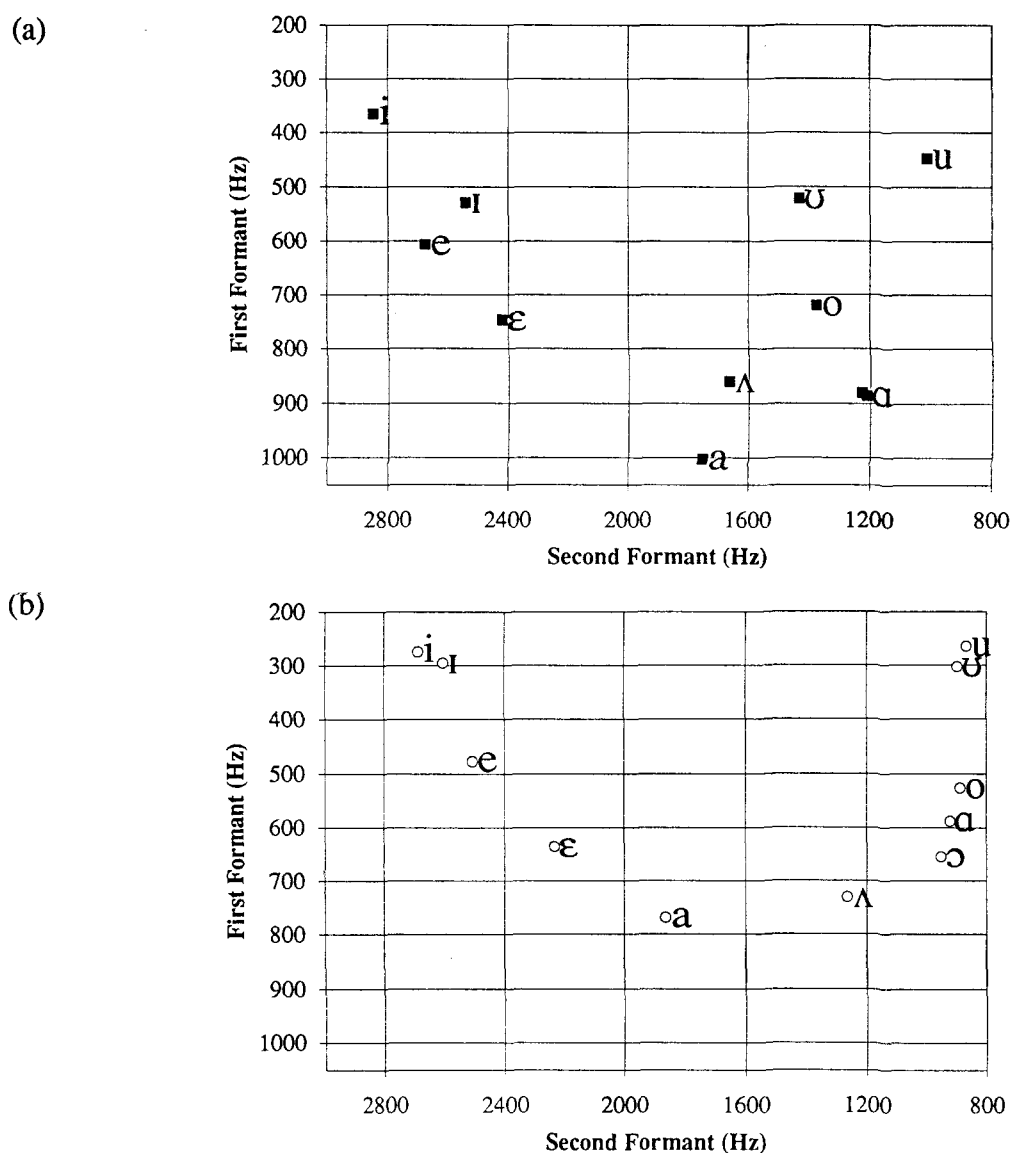 (a)
200
300
400
500
600
700
800
900
1000
First Formant (Hz)
i
u
ɪ
ʊ
e
o
ɛ
ʌ
ɑ
a
2800 2400 2000 1600 1200 800
Second Formant (Hz)
(b)
200
300
400
500
600
700
800
900
1000
First Formant (Hz)
i
ɪ
u
ʊ
e
o
ɑ
ɛ
ɔ
ʌ
a
2800 2400 2000 1600 1200 800
Second Formant (Hz)